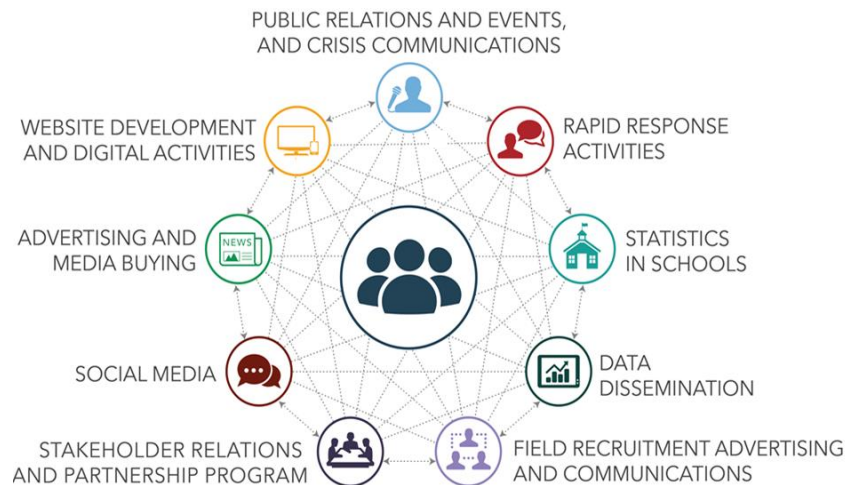 PUBLIC RELATIONS AND EVENTS,
AND CRISIS COMMUNICATIONS
WEBSITE DEVELOPMENT
AND DIGITAL ACTIVITIES
RAPID RESPONSE
ACTIVITIES
ADVERTISING AND
MEDIA BUYING
NEWS
STATISTICS
IN SCHOOLS
SOCIAL MEDIA
DATA
DISSEMINATION
STAKEHOLDER RELATIONS
AND PARTNERSHIP PROGRAM
FIELD RECRUITMENT ADVERTISING
AND COMMUNICATIONS